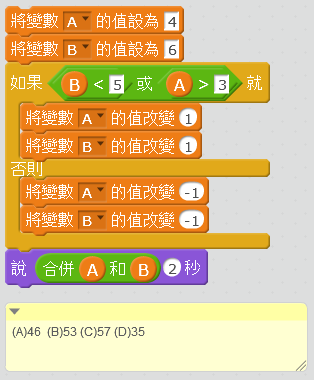 將變數 A 的值設為 4
將變數 B 的值設為 6
如果 B < 5 或 A > 3 就
將變數 A 的值改變 1
將變數 B 的值改變 1
否則
將變數 A 的值改變 -1
將變數 B 的值改變 -1
說 合併 A 和 B 2 秒
(A)46 (B)53 (C)57 (D)35